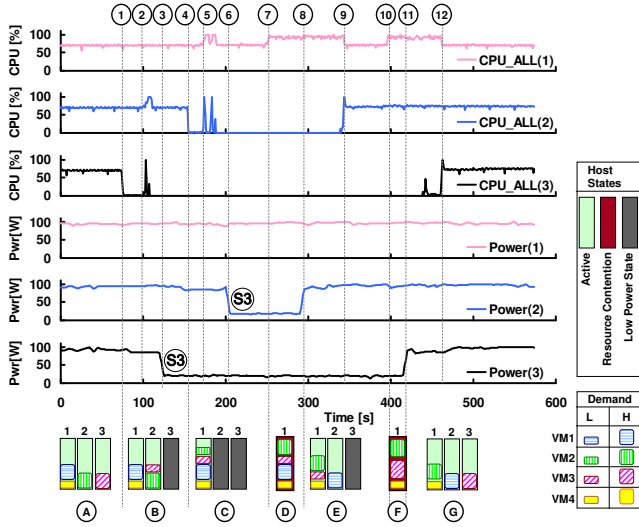 1 2 3 4 5 6 7 8 9 10 11 12
CPU [%]
100
50
0
CPU_ALL(1)
CPU [%]
100
50
0
CPU_ALL(2)
CPU [%]
100
50
0
CPU_ALL(3)
Pwr[W]
100
50
0
Power(1)
Pwr[W]
100
50
0
S3
Power(2)
Pwr[W]
100
50
0
S3
Power(3)
0 100 200 300 400 500 600
Time [s]
Host
States
Active
Resource Contention
Low Power State
Demand
L H
VM1
VM2
VM3
VM4
1 2 3 1 2 3 1 2 3 1 1 2 3 1 1 2 3
A B C D E F G